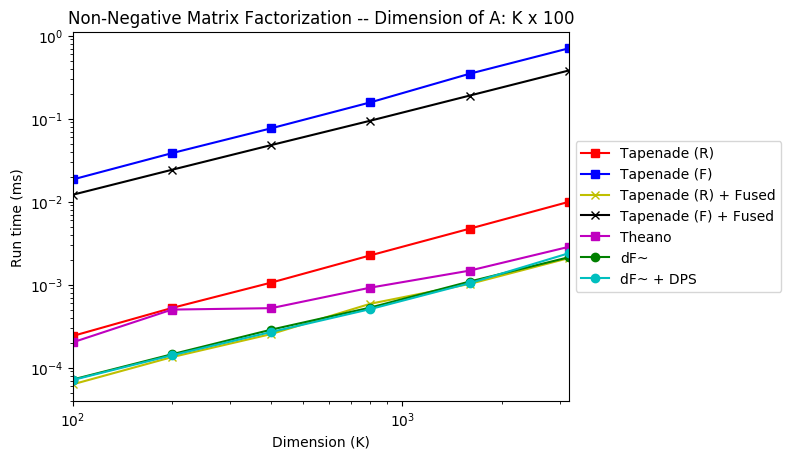 Non-Negative Matrix Factorization -- Dimension of A: K x 100
10^0
10^-1
10^-2
10^-3
10^-4
Run time (ms)
10^2
10^3
Dimension (K)
Tapenade (R)
Tapenade (F)
Tapenade (R) + Fused
Tapenade (F) + Fused
Theano
dF~
dF~ + DPS